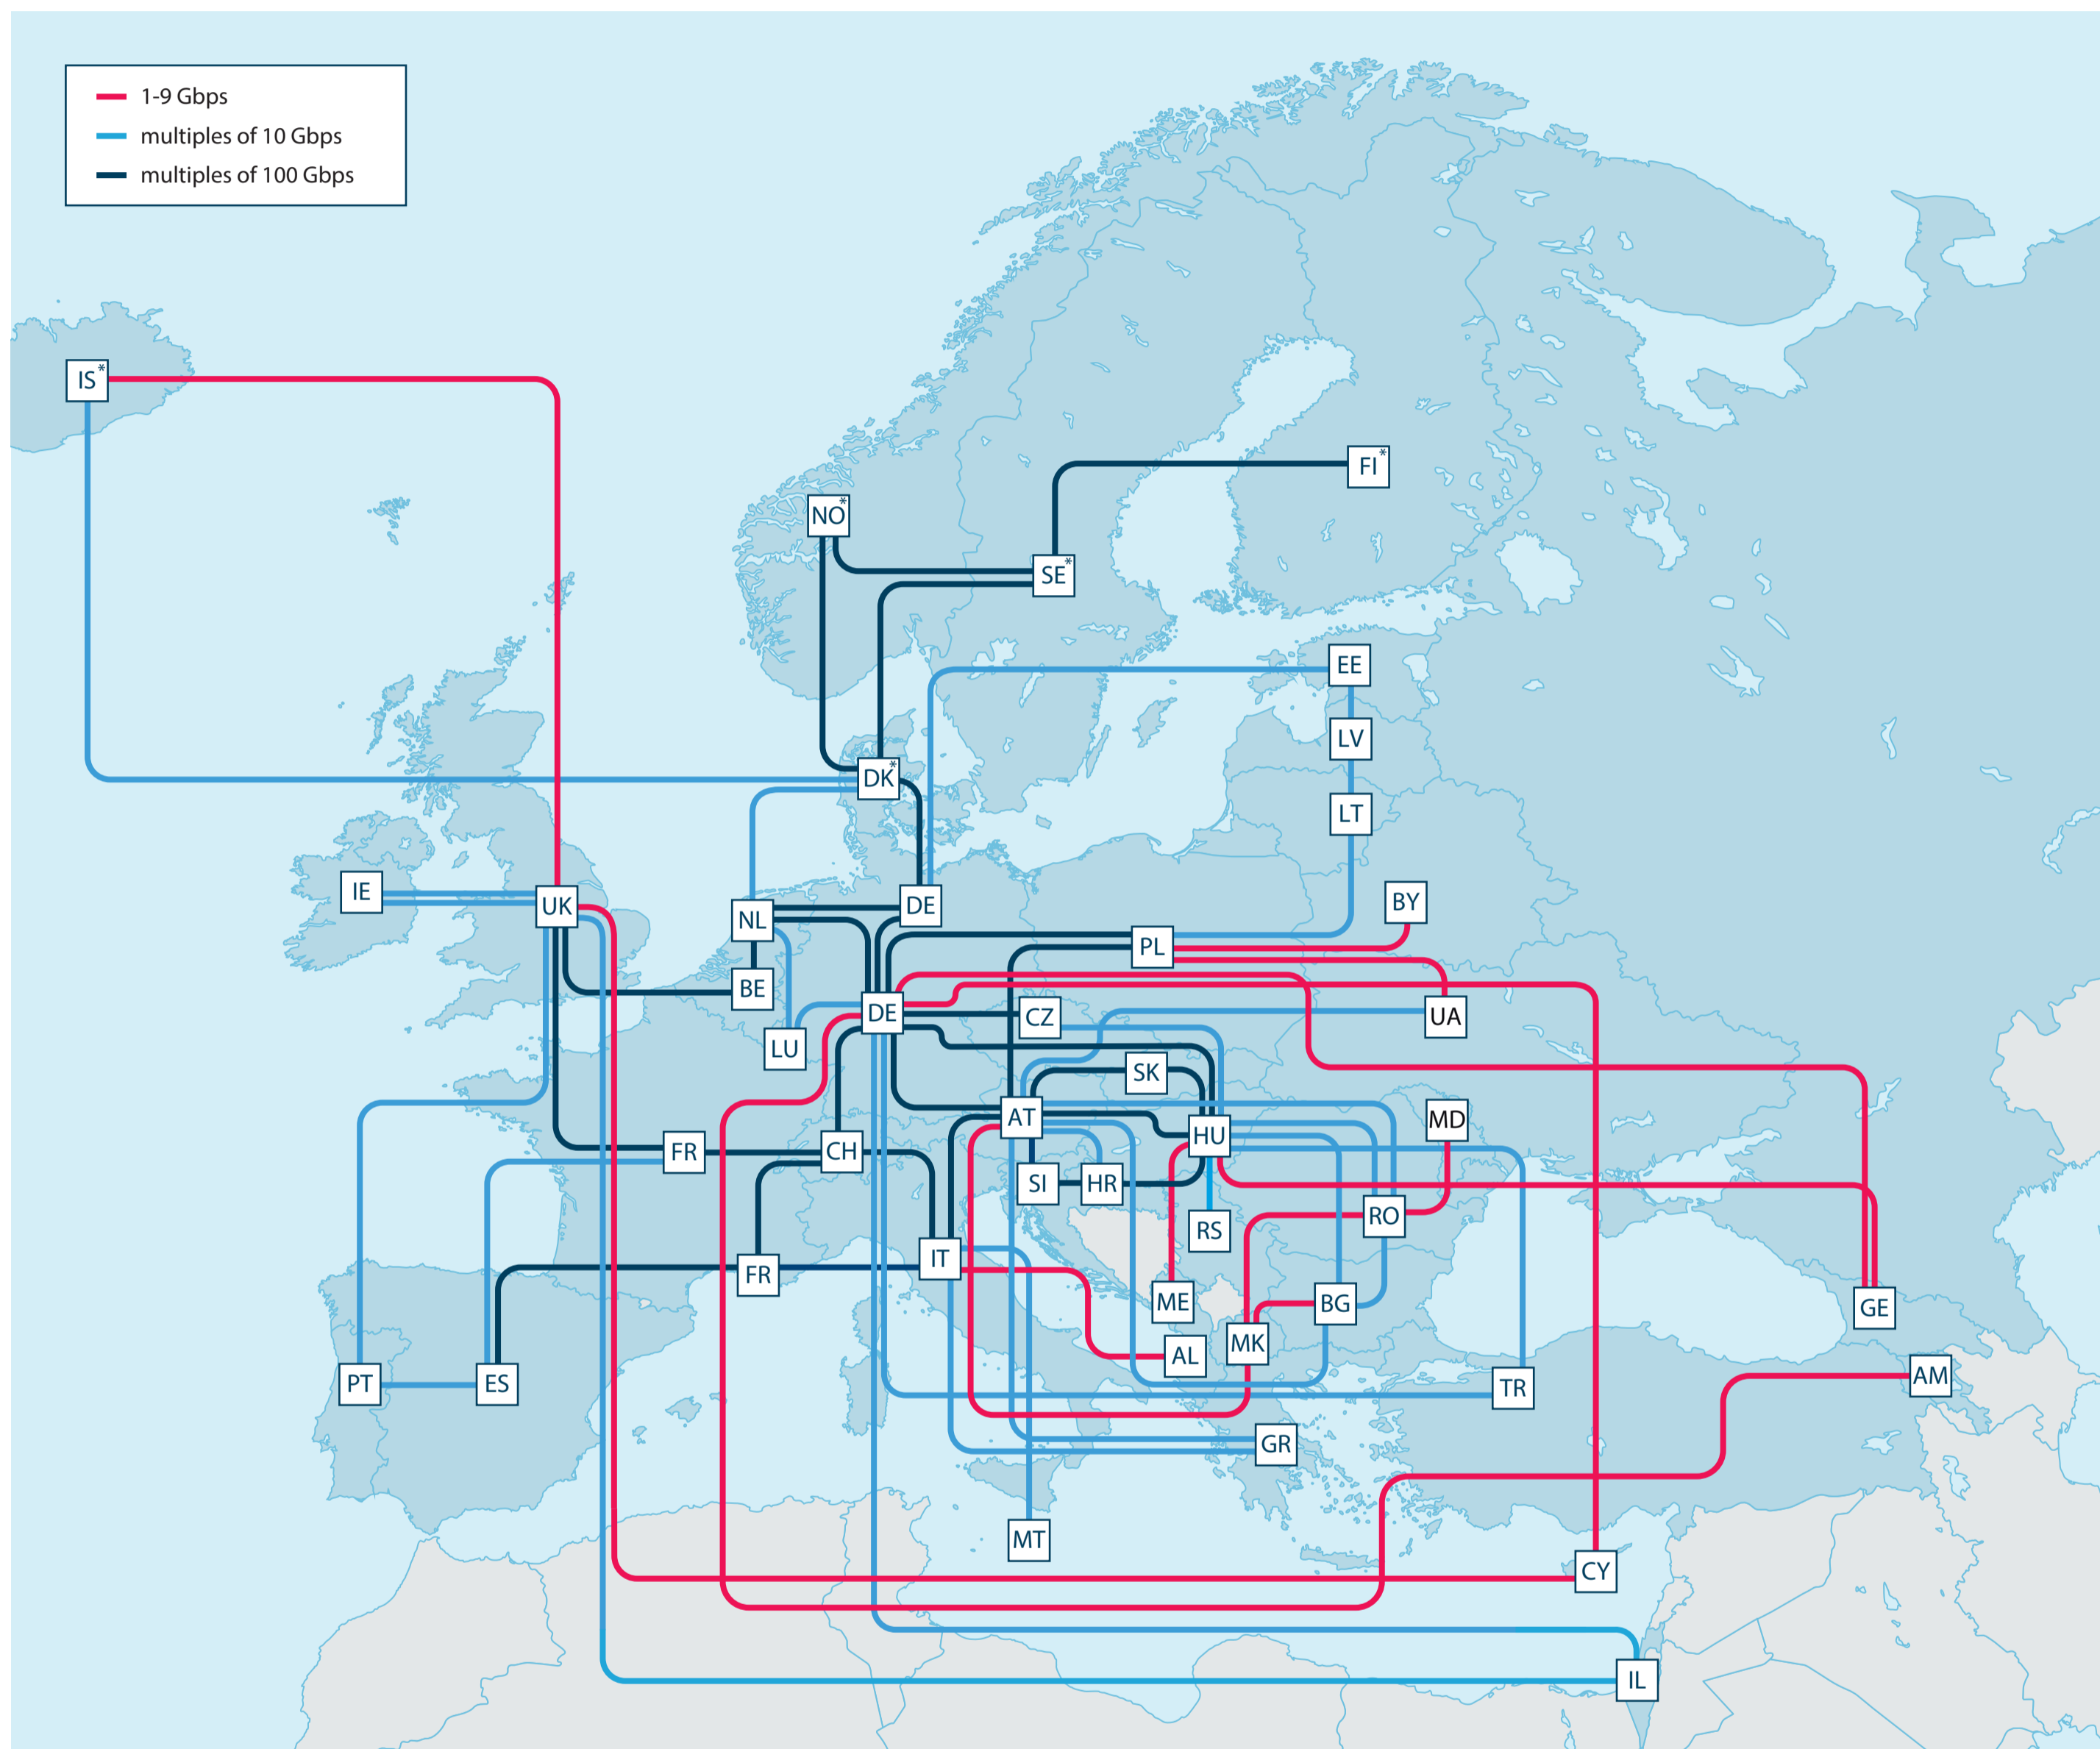 1-9 Gbps
multiples of 10 Gbps
multiples of 100 Gbps
IS*
FI*
NO*
SE*
EE
LV
DK*
LT
IE
UK
NL
DE
BY
PL
BE
DE
CZ
UA
LU
SK
AT
MD
HU
FR
CH
SI
HR
RO
RS
IT
FR
ME
BG
GE
MK
AL
PT
ES
TR
AM
GR
MT
CY
IL